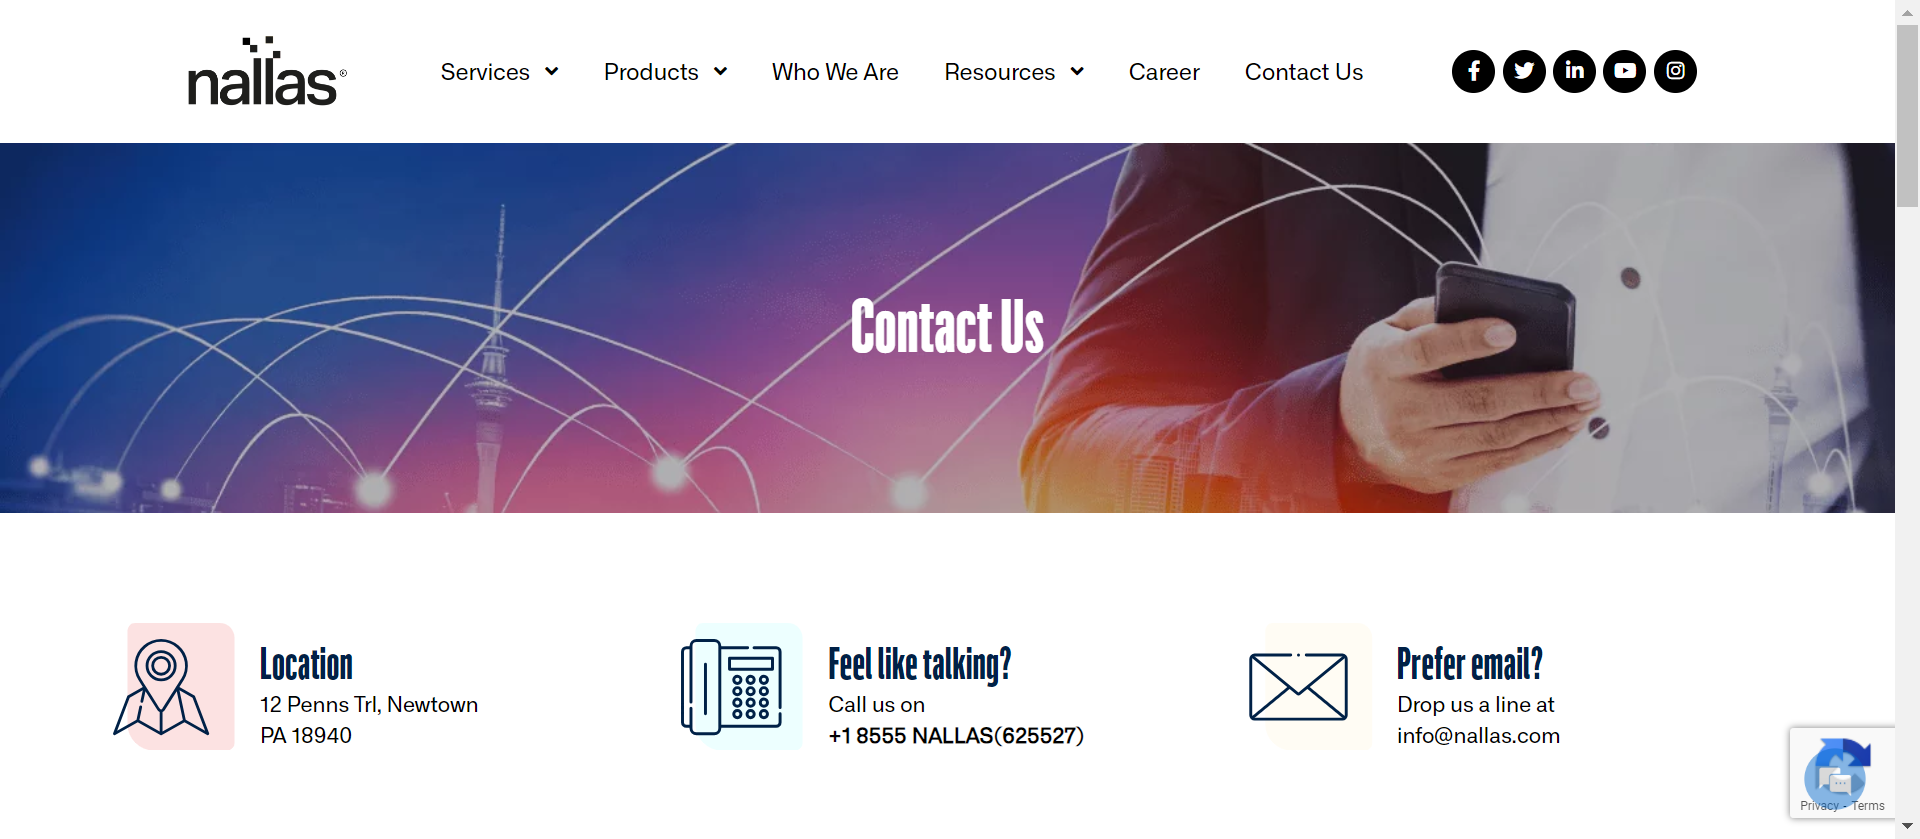 nallas®
Services
Products
Who We Are
Resources
Career
Contact Us
Contact Us
Location
12 Penns Trl, Newtown
PA 18940
Feel like talking?
Call us on
+1 8555 NALLAS(625527)
Prefer email?
Drop us a line at
info@nallas.com
Privacy - Terms